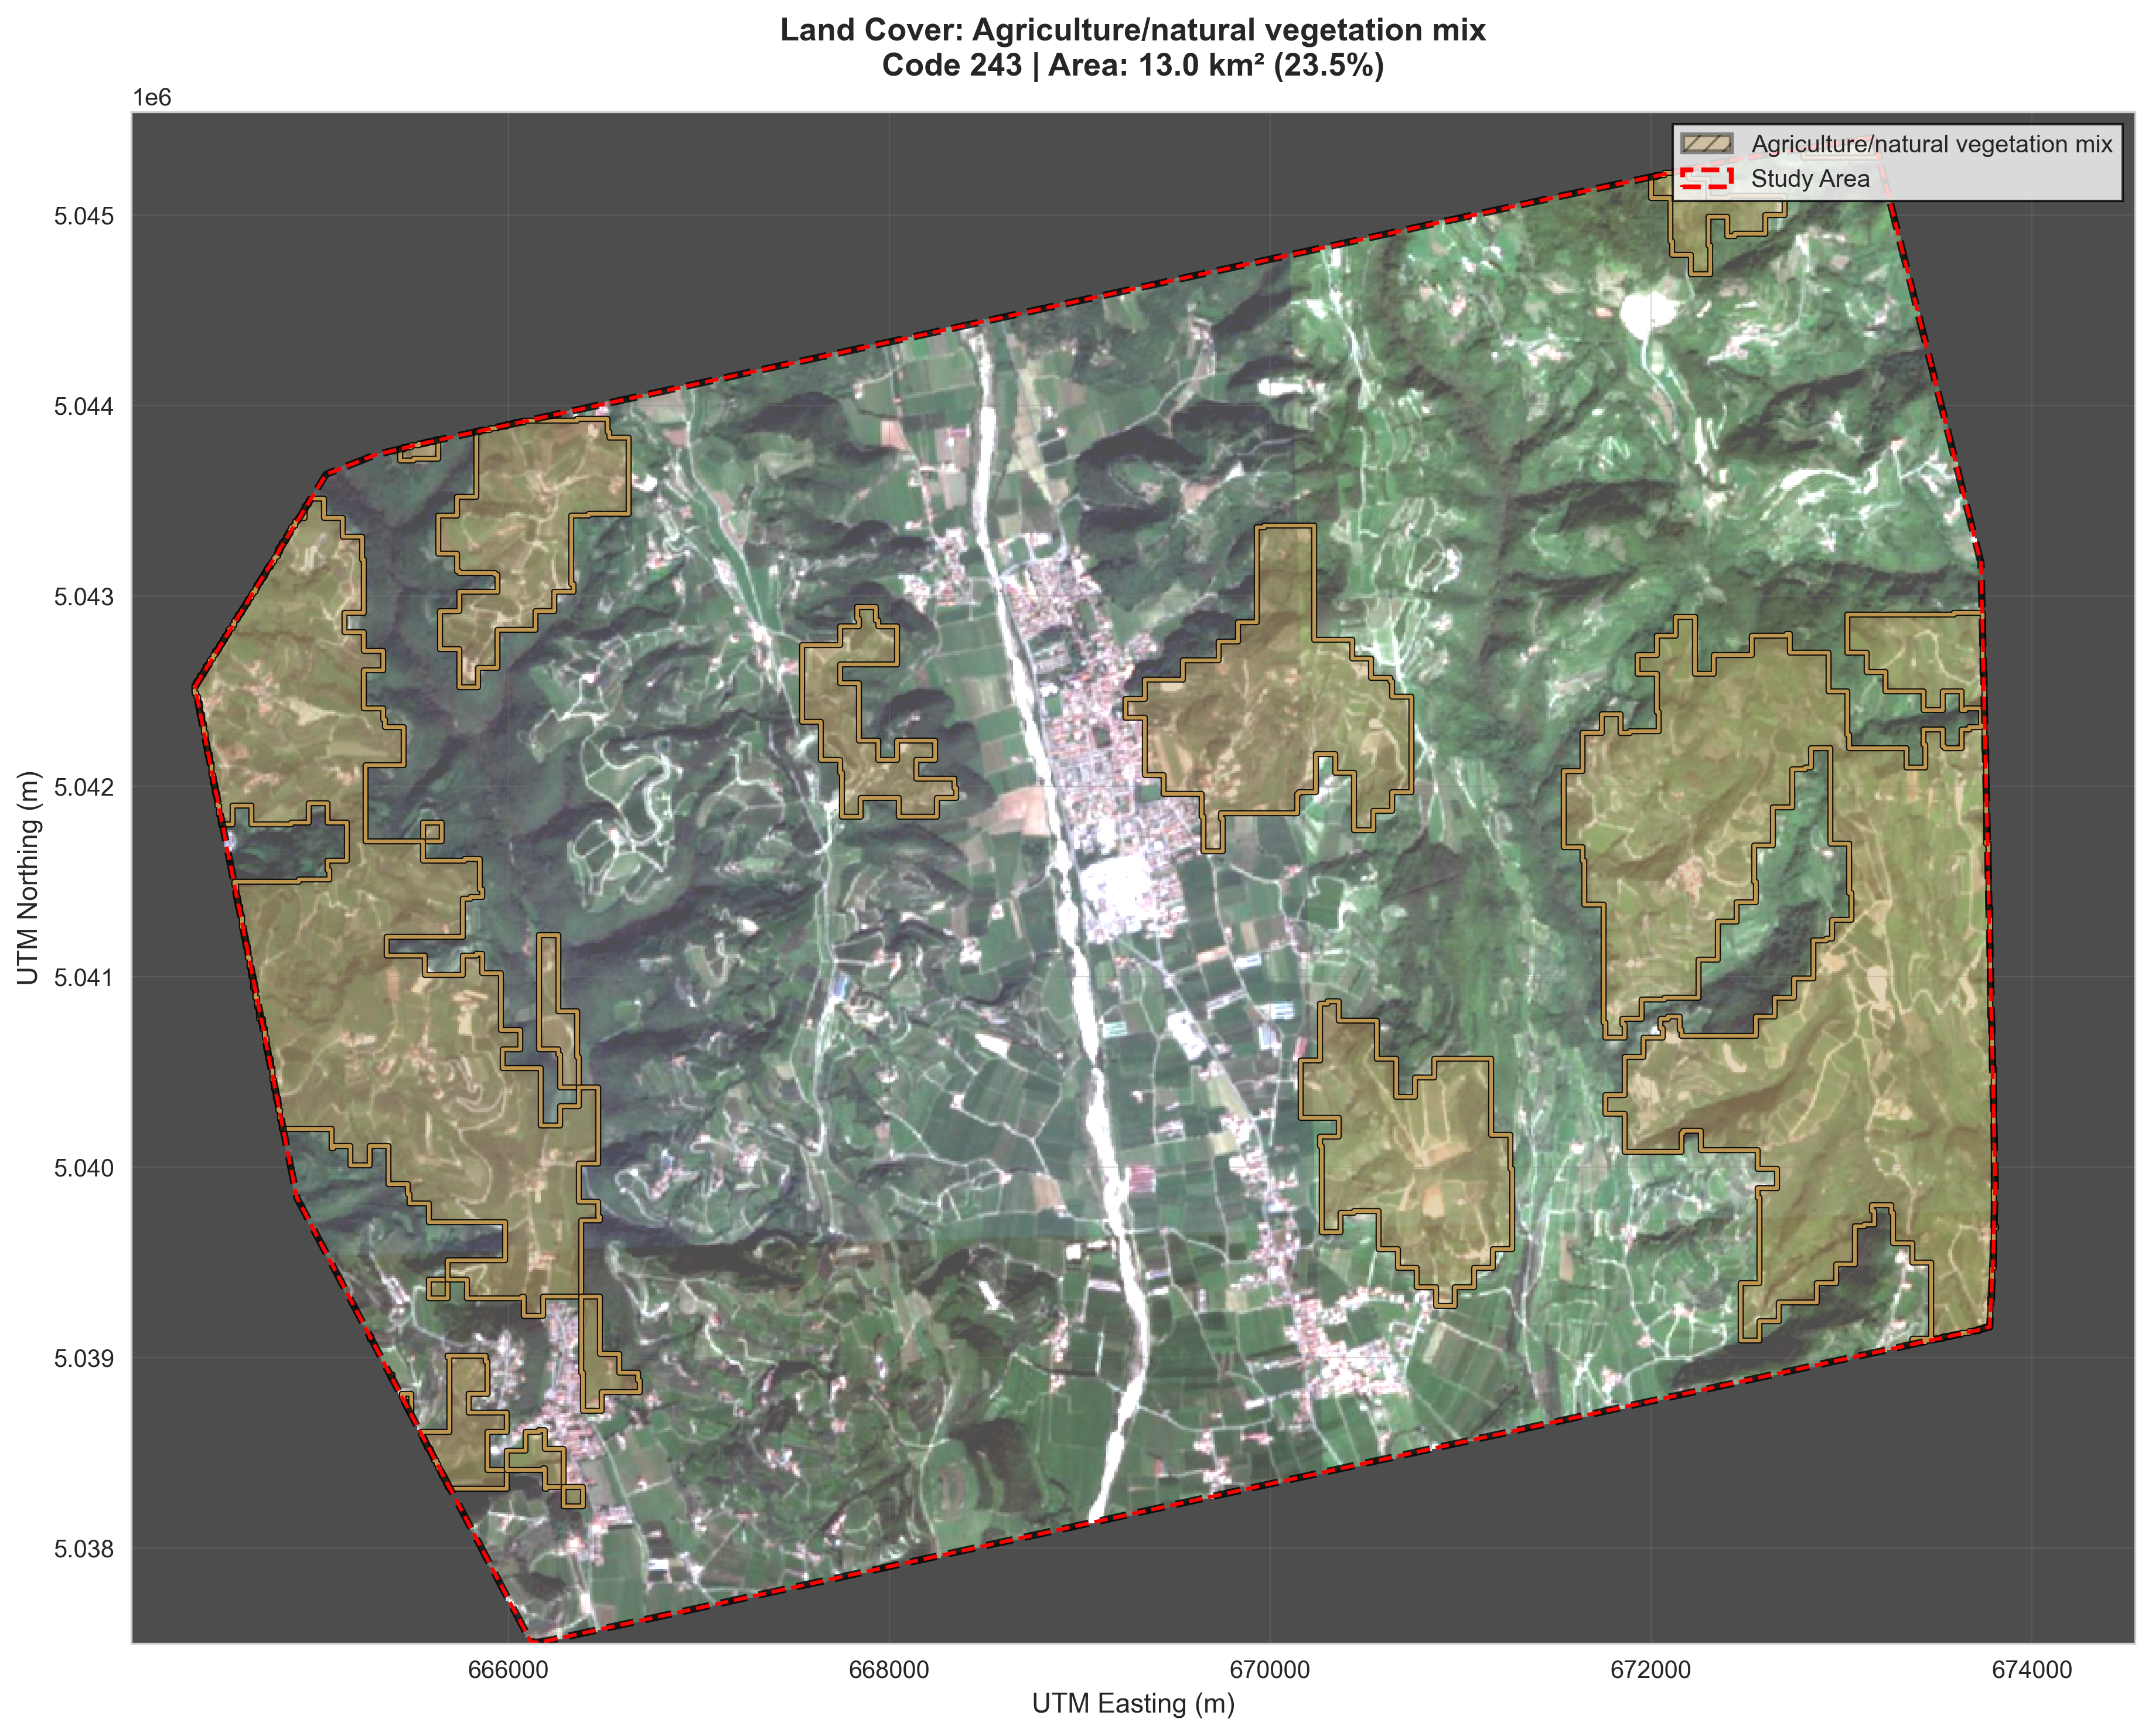 Land Cover: Agriculture/natural vegetation mix
Code 243 | Area: 13.0 km² (23.5%)
1e6
Agriculture/natural vegetation mix
Study Area
5.045
5.044
5.043
5.042
5.041
5.040
5.039
5.038
UTM Northing (m)
666000 668000 670000 672000 674000
UTM Easting (m)